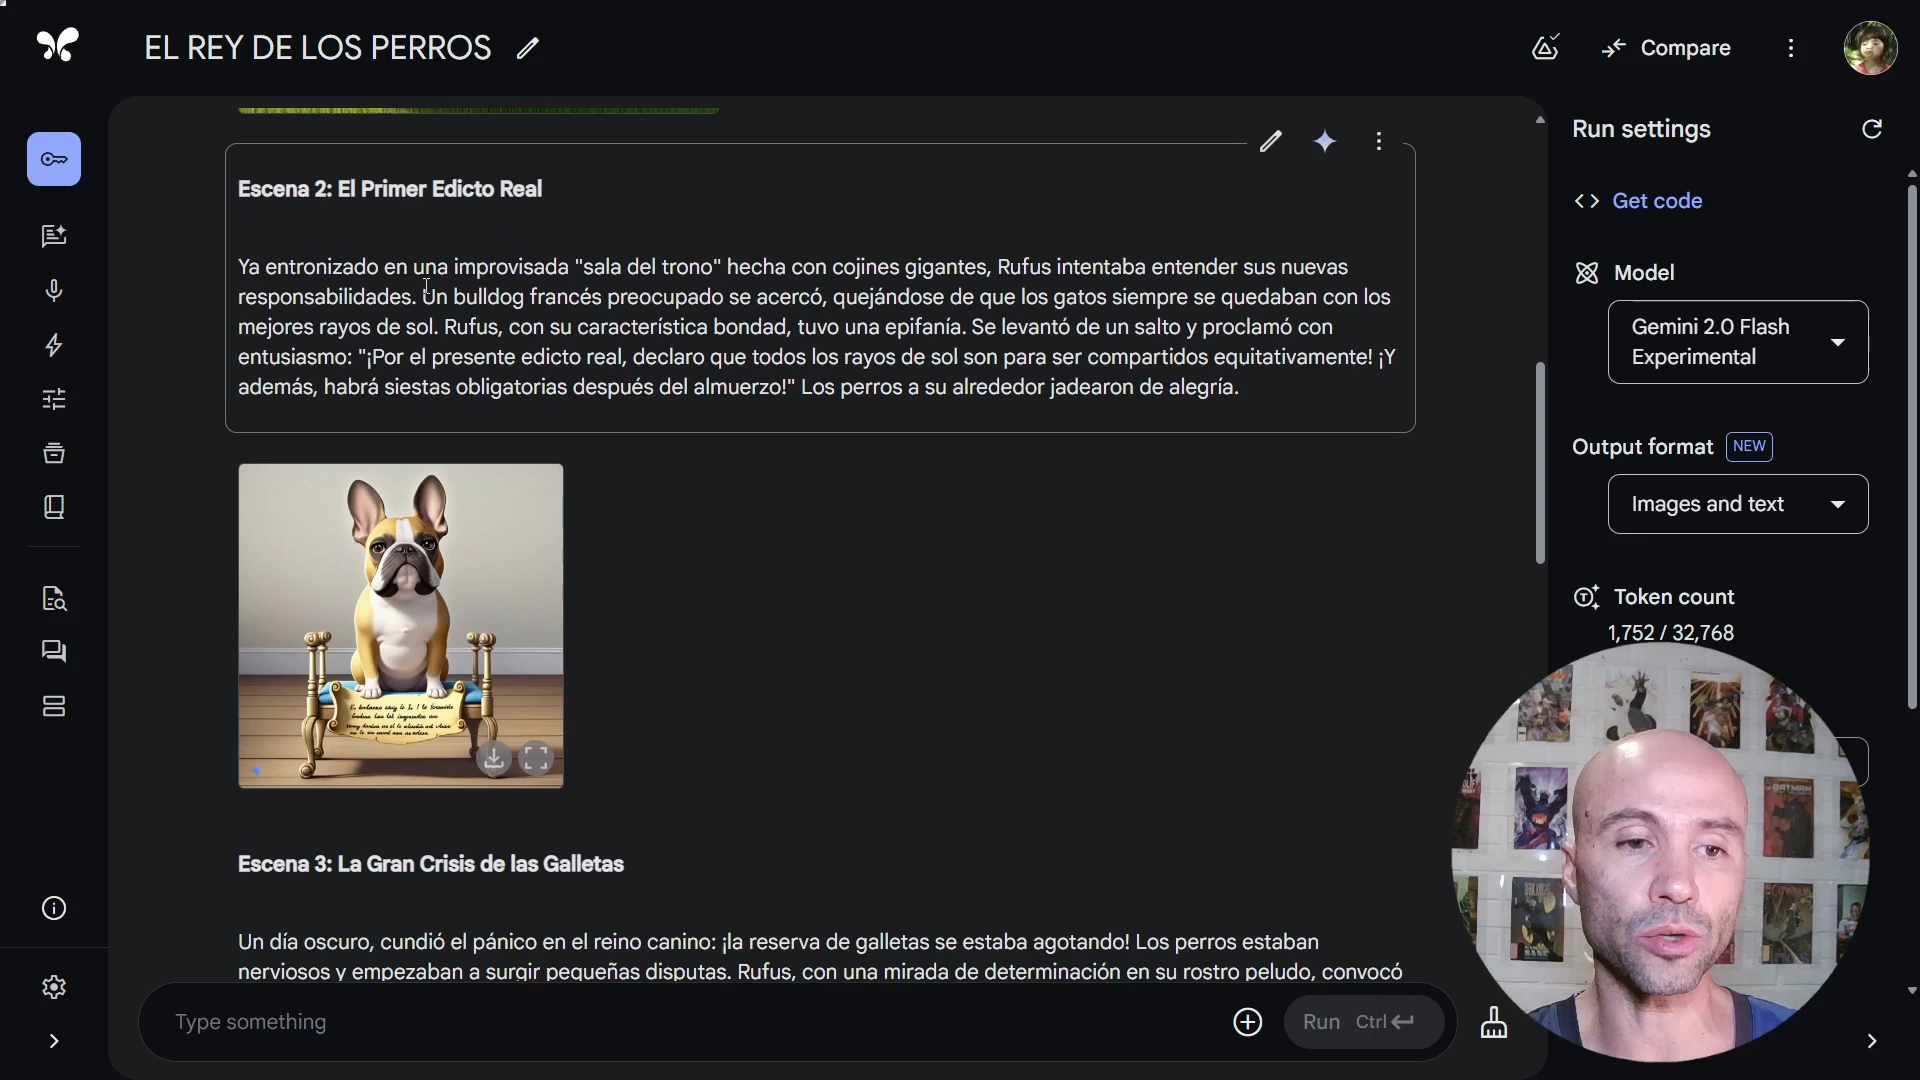 EL REY DE LOS PERROS
Compare
Escena 2: El Primer Edicto Real
Ya entronizado en una improvisada "sala del trono" hecha con cojines gigantes, Rufus intentaba entender sus nuevas
responsabilidades. Un bulldog francés preocupado se acercó, quejándose de que los gatos siempre se quedaban con los
mejores rayos de sol. Rufus, con su característica bondad, tuvo una epifanía. Se levantó de un salto y proclamó con
entusiasmo: "¡Por el presente edicto real, declaro que todos los rayos de sol son para ser compartidos equitativamente! ¡Y
además, habrá siestas obligatorias después del almuerzo!" Los perros a su alrededor jadearon de alegría.
Escena 3: La Gran Crisis de las Galletas
Un día oscuro, cundió el pánico en el reino canino: ¡la reserva de galletas se estaba agotando! Los perros estaban
nerviosos y empezaban a surgir pequeñas disputas. Rufus, con una mirada de determinación en su rostro peludo, convocó
Type something
Run Ctrl
Run settings
Get code
Model
Gemini 2.0 Flash
Experimental
Output format NEW
Images and text
Token count
1,752 / 32,768
BATMAN